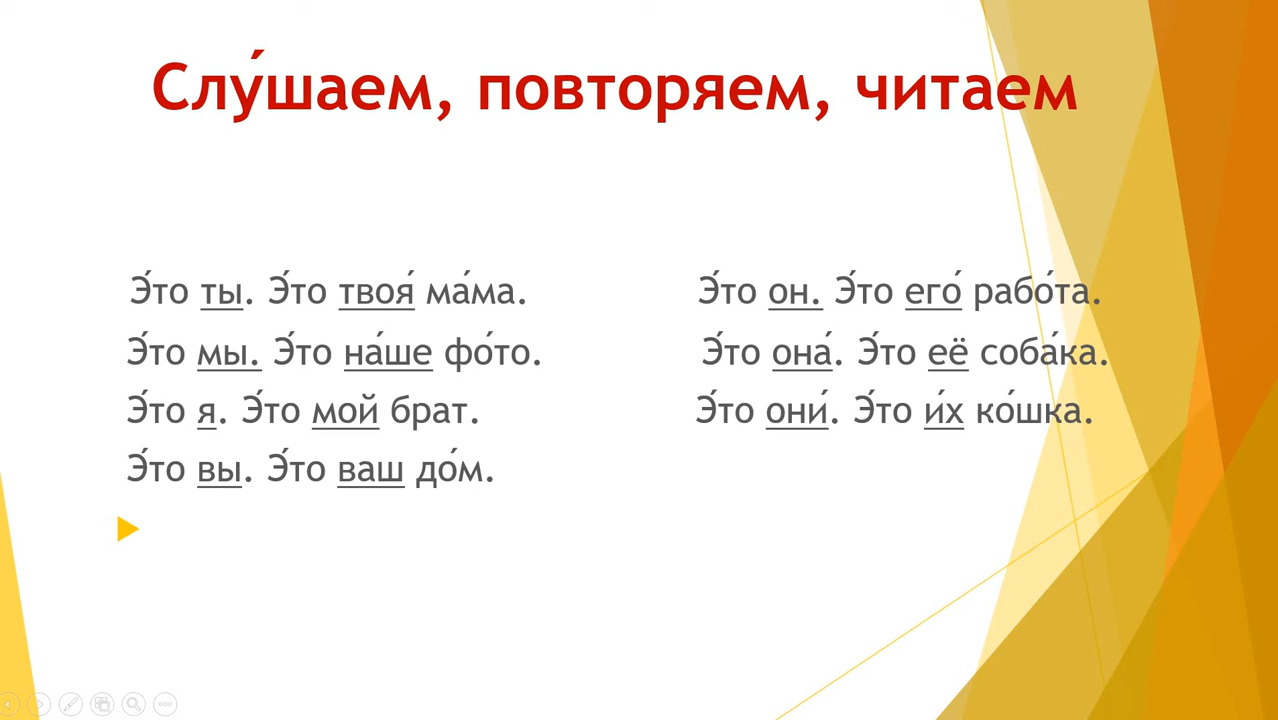 Слу́шаем, повторяем, читаем
Э́то ты. Э́то твоя́ ма́ма.
Э́то мы. Э́то на́ше фо́то.
Э́то я. Э́то мой брат.
Э́то вы. Э́то ваш до́м.
Э́то он. Э́то его́ рабо́та.
Э́то она́. Э́то её соба́ка.
Э́то они́. Э́то и́х ко́шка.